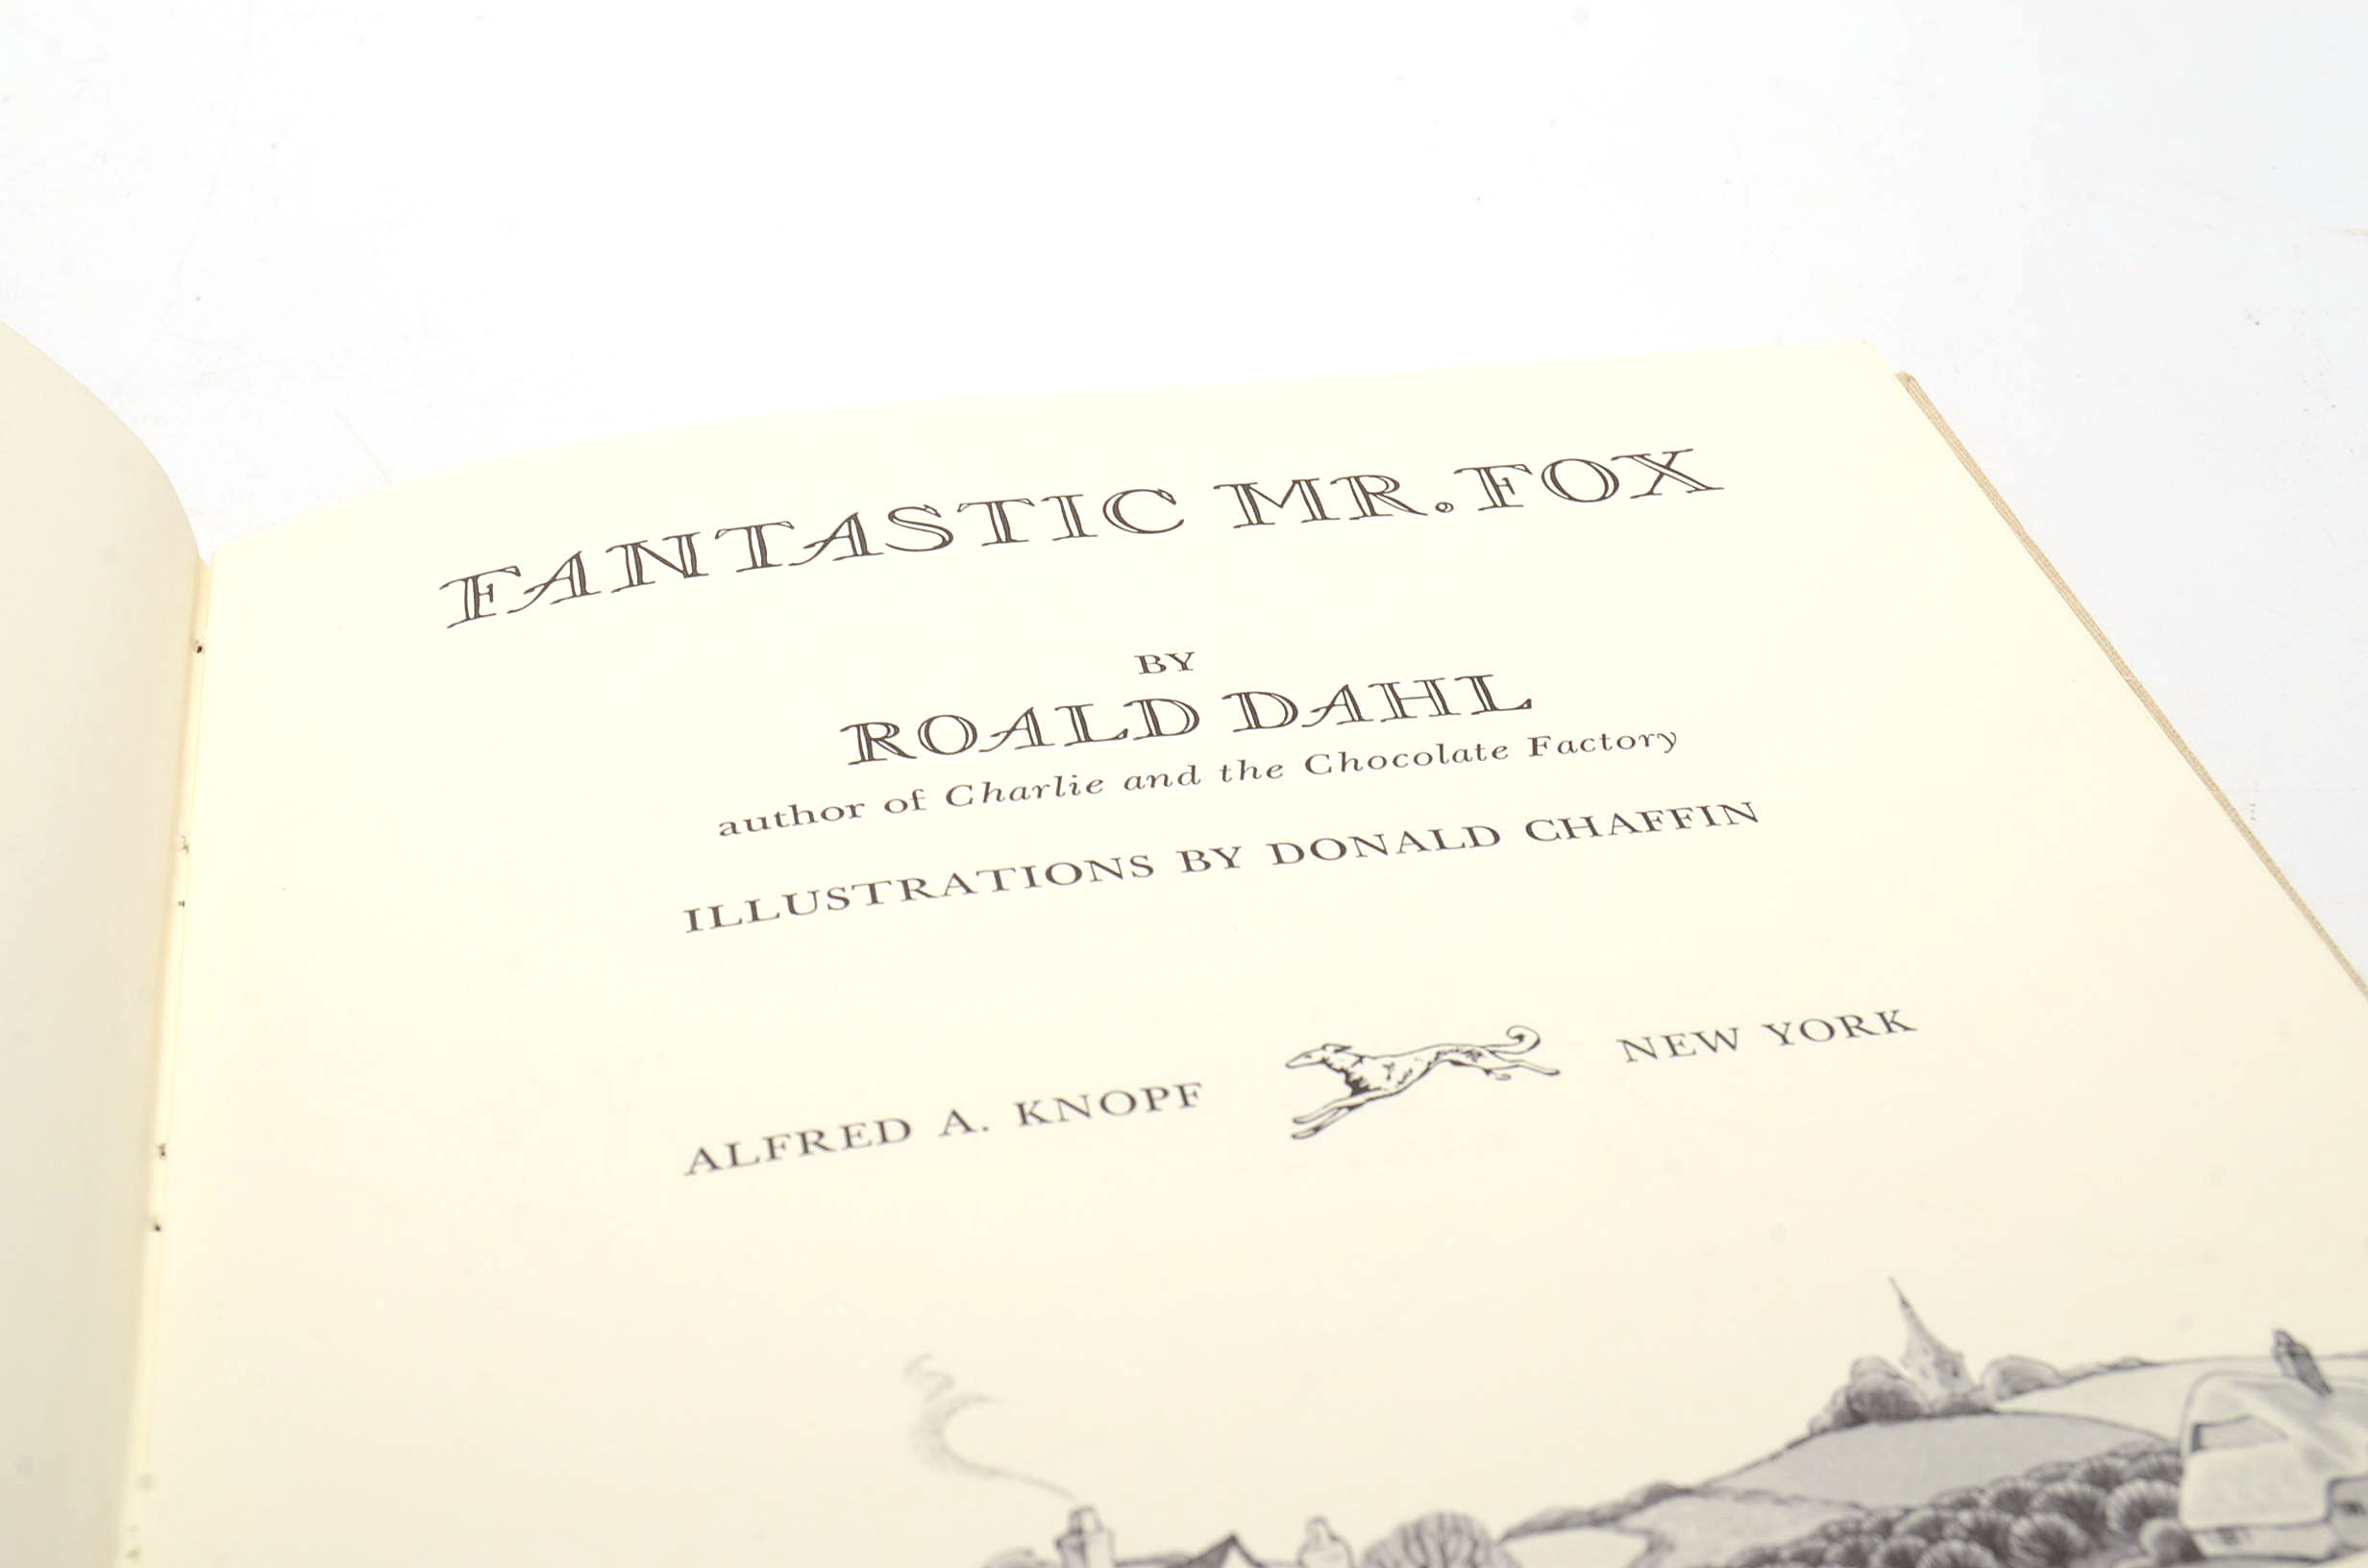 FANTASTIC MR. FOX
BY
ROALD DAHL
author of Charlie and the Chocolate Factory
ILLUSTRATIONS BY DONALD CHAFFIN
ALFRED A. KNOPF NEW YORK